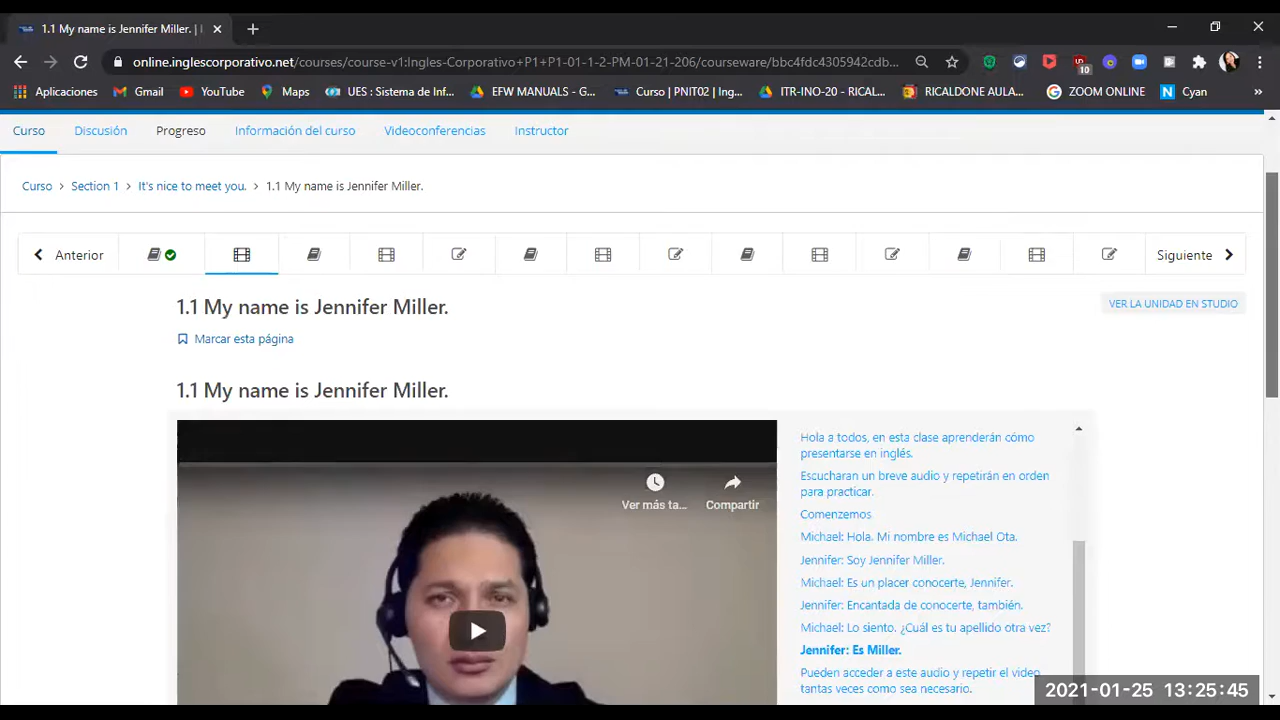 1.1 My name is Jennifer Miller. |
online.inglescorporativo.net/courses/course-v1:Ingles-Corporativo+P1+P1-01-1-2-PM-01-21-206/courseware/bbc4fdc4305942cdb...
10
Aplicaciones Gmail YouTube Maps UES : Sistema de Inf... EFW MANUALS - G... Curso | PNIT02 | Ing... ITR-INO-20 - RICAL... RICALDONE AULA... ZOOM ONLINE Cyan »
Curso Discusión Progreso Información del curso Videoconferencias Instructor
Curso > Section 1 > It's nice to meet you. > 1.1 My name is Jennifer Miller.
Anterior Siguiente
1.1 My name is Jennifer Miller.
VER LA UNIDAD EN STUDIO
Marcar esta página
1.1 My name is Jennifer Miller.
Ver más ta... Compartir
Hola a todos, en esta clase aprenderán cómo
presentarse en inglés.
Escucharan un breve audio y repetirán en orden
para practicar.
Comenzemos
Michael: Hola. Mi nombre es Michael Ota.
Jennifer: Soy Jennifer Miller.
Michael: Es un placer conocerte, Jennifer.
Jennifer: Encantada de conocerte, también.
Michael: Lo siento. ¿Cuál es tu apellido otra vez?
Jennifer: Es Miller.
Pueden acceder a este audio y repetir el video
tantas veces como sea necesario.
2021-01-25 13:25:45